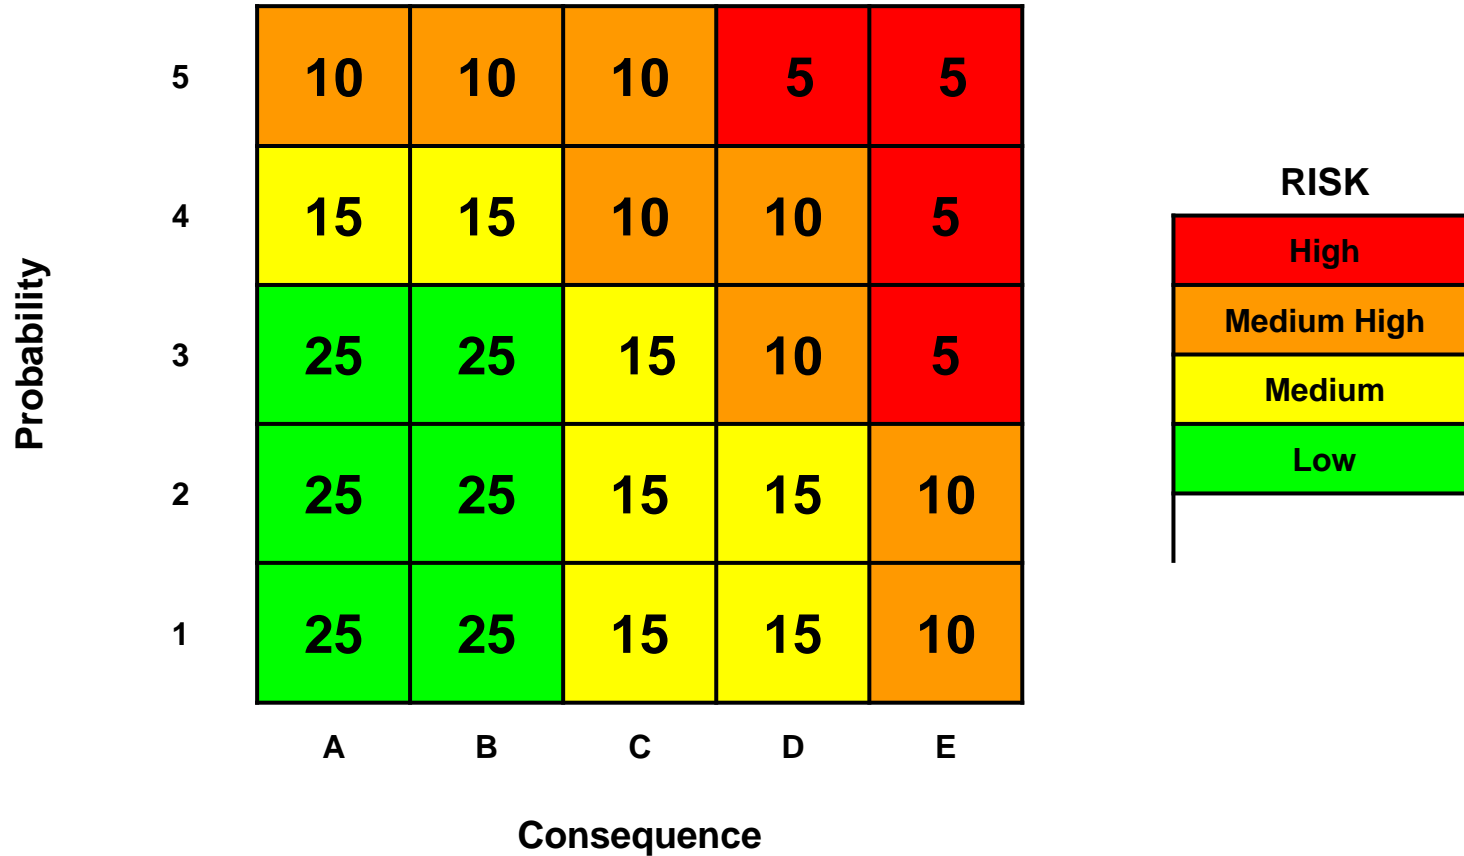 5 10 10 10 5 5
RISK
4 15 15 10 10 5
High
Medium High
Probability
3 25 25 15 10 5
Medium
Low
2 25 25 15 15 10
1 25 25 15 15 10
A B C D E
Consequence